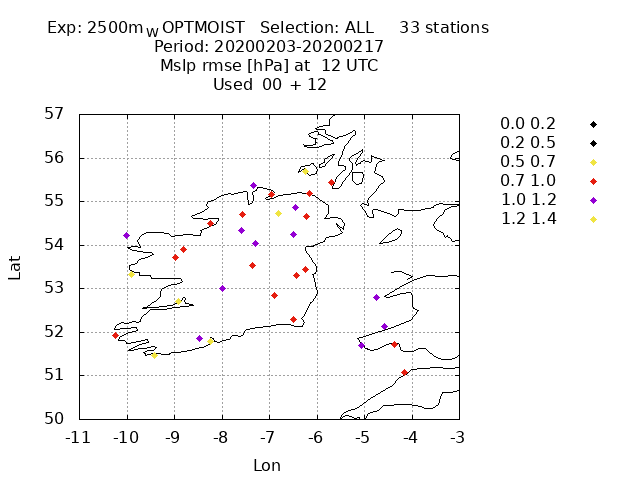 Exp: 2500m_W OPTMOIST Selection: ALL 33 stations
Period: 20200203-20200217
Mslp rmse [hPa] at 12 UTC
Used 00 + 12
57
56
55
54
53
52
51
50
-11 -10 -9 -8 -7 -6 -5 -4 -3
Lat
Lon
0.0 0.2
0.2 0.5
0.5 0.7
0.7 1.0
1.0 1.2
1.2 1.4